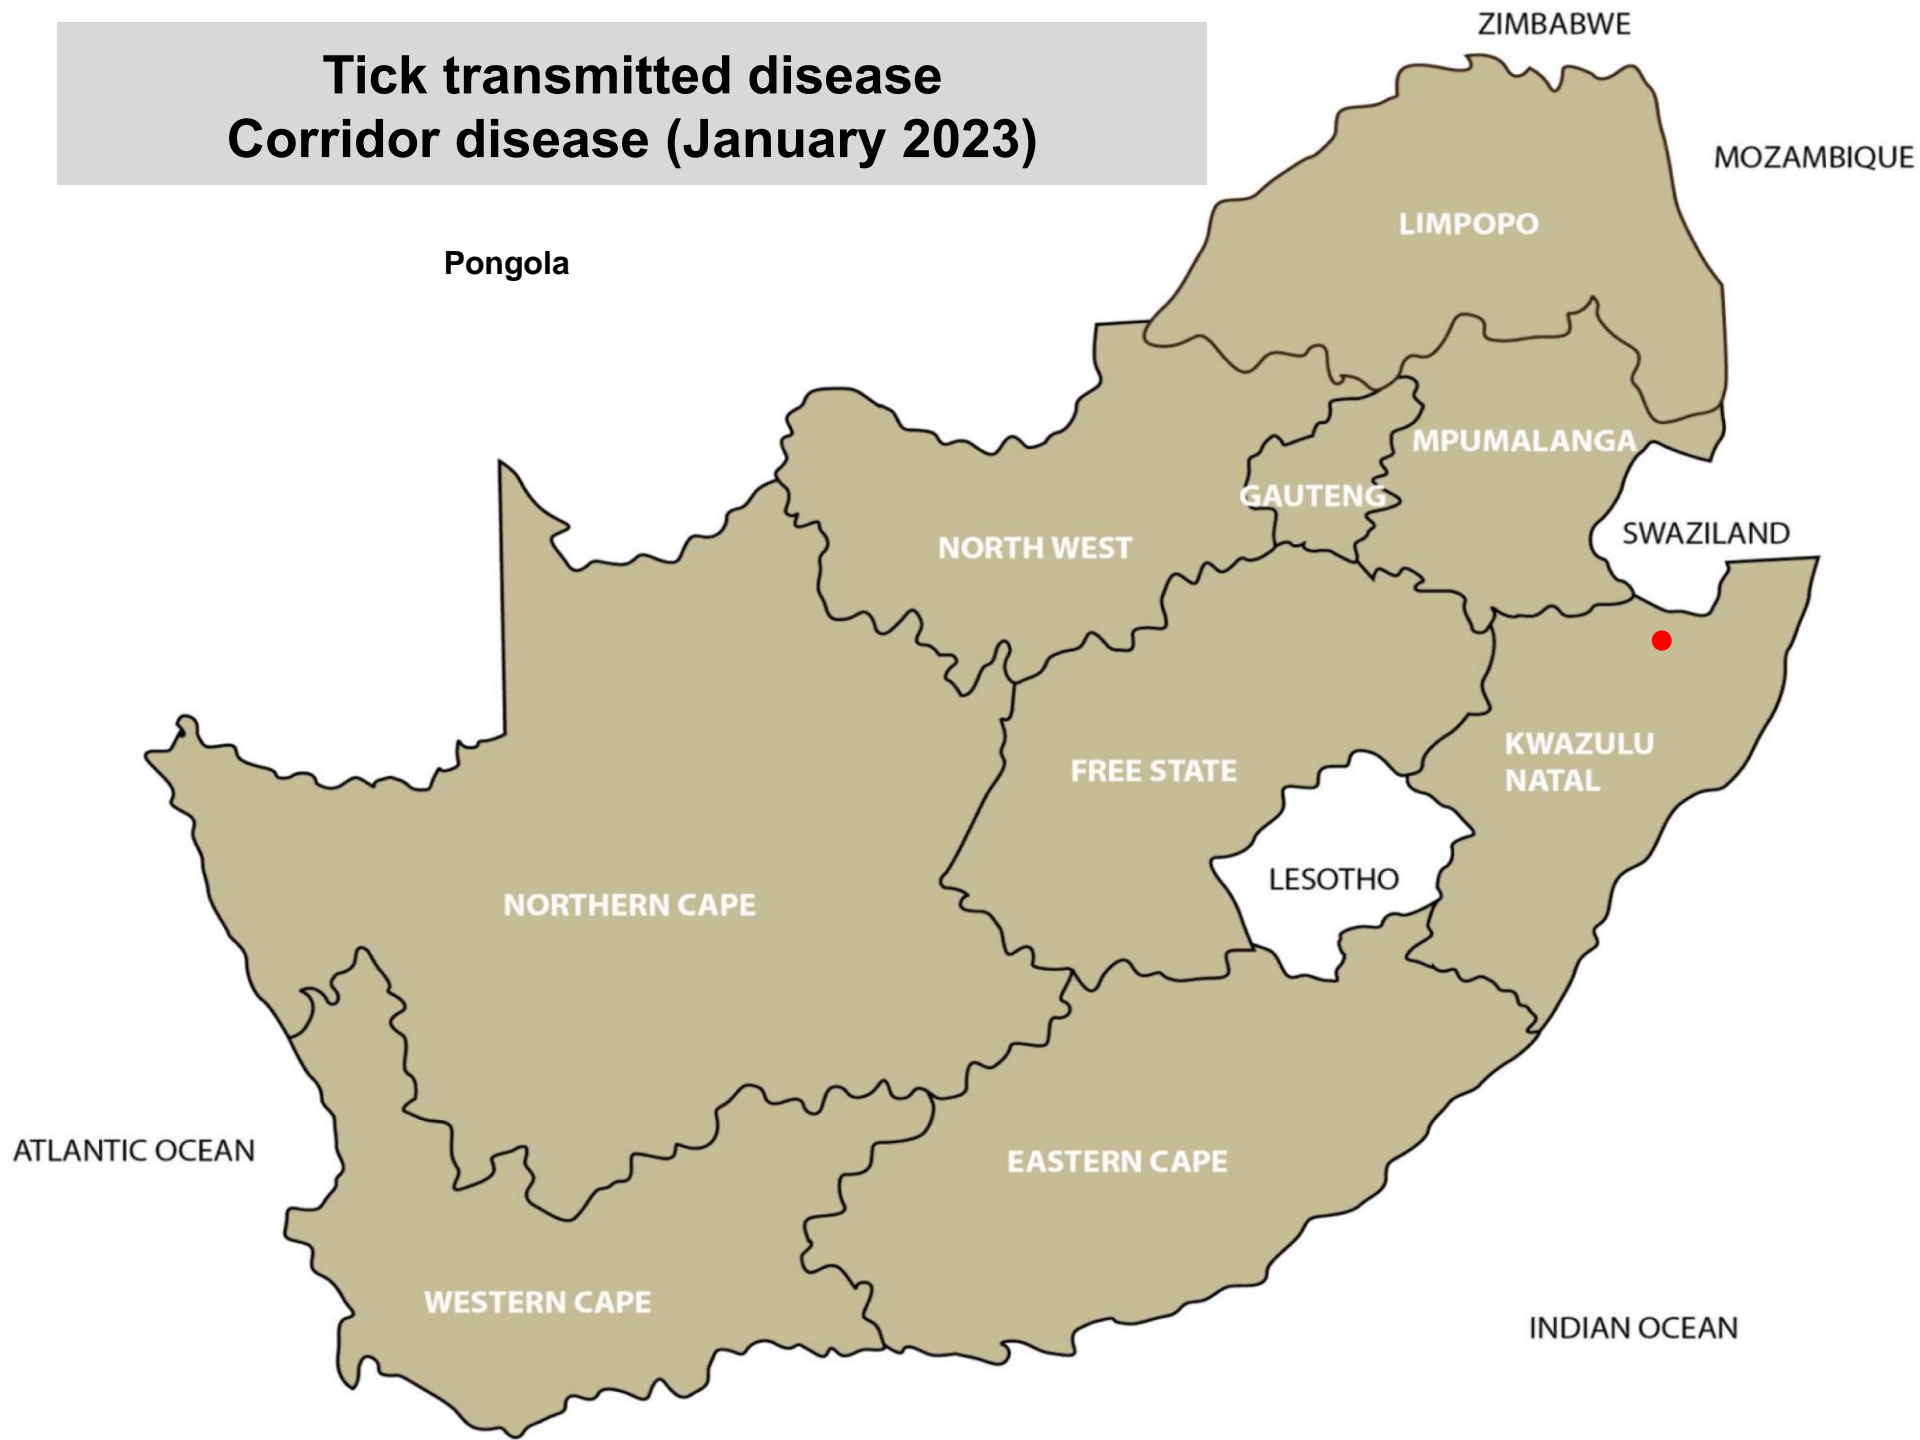 Tick transmitted disease
Corridor disease (January 2023)
Pongola
ZIMBABWE
MOZAMBIQUE
LIMPOPO
MPUMALANGA
GAUTENG
SWAZILAND
NORTH WEST
KWAZULU
NATAL
FREE STATE
LESOTHO
NORTHERN CAPE
ATLANTIC OCEAN
EASTERN CAPE
WESTERN CAPE
INDIAN OCEAN